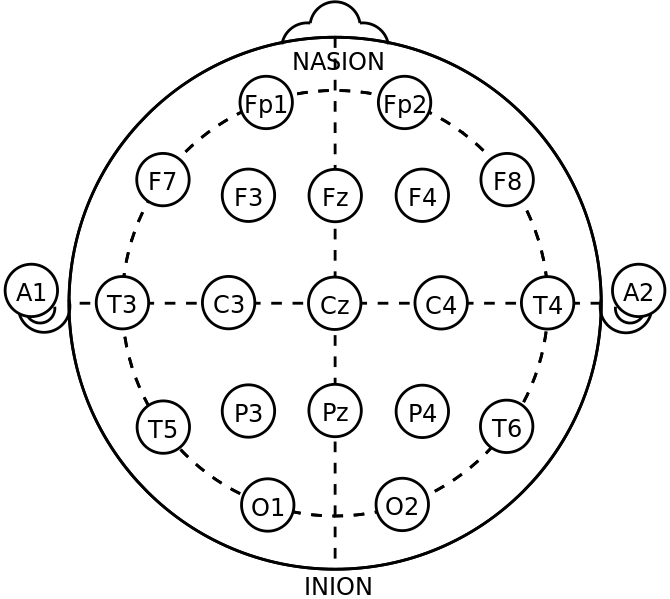 NASION
Fp1 Fp2
F7 F3 Fz F4 F8
A1 T3 C3 Cz C4 T4 A2
T5 P3 Pz P4 T6
O1 O2
INION